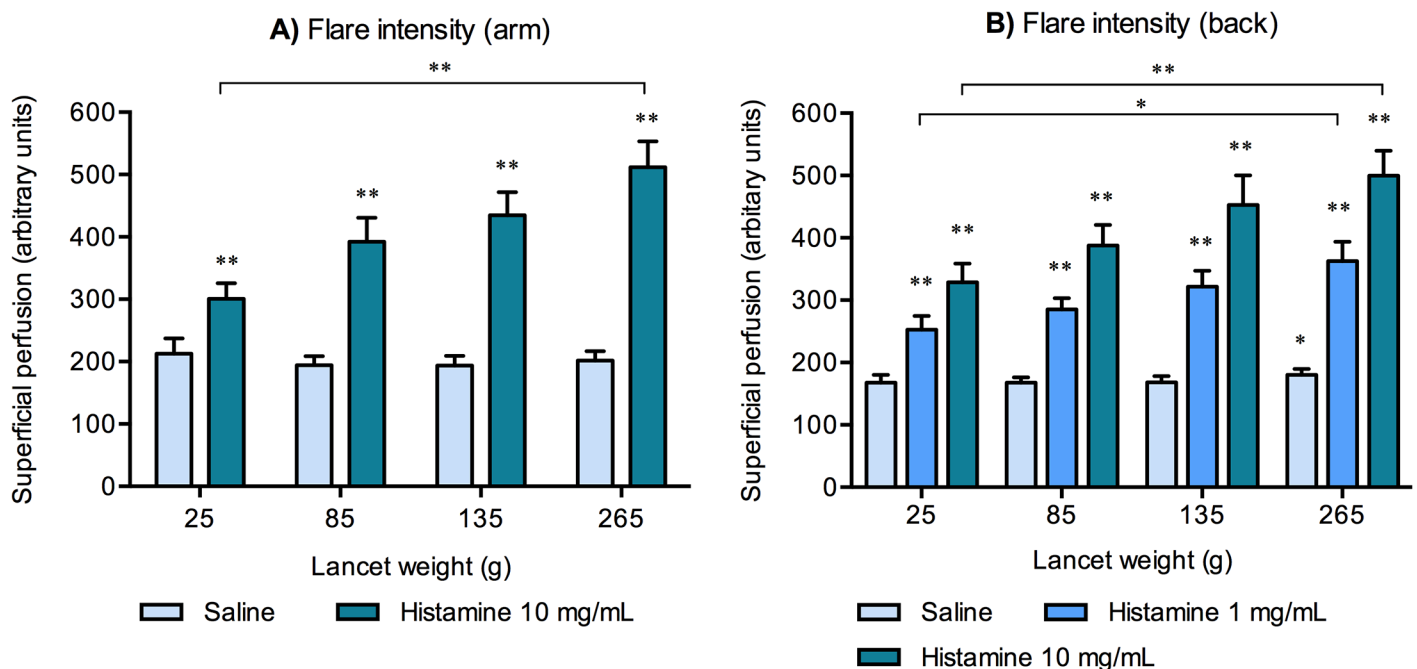 A) Flare intensity (arm)
**
Superficial perfusion (arbitrary units)
600
500
400
300
200
100
0
**
**
**
**
25 85 135 265
Lancet weight (g)
Saline Histamine 10 mg/mL
B) Flare intensity (back)
**
*
Superficial perfusion (arbitary units)
600
500
400
300
200
100
0
**
**
**
**
**
**
*
**
**
25 85 135 265
Lancet weight (g)
Saline Histamine 1 mg/mL
Histamine 10 mg/mL